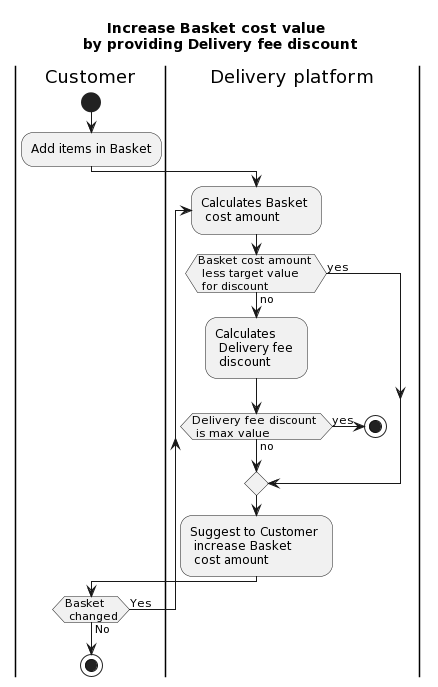 Increase Basket cost value
by providing Delivery fee discount
Customer
Delivery platform
Add items in Basket
Calculates Basket
cost amount
Basket cost amount
less target value
for discount
yes
no
Calculates
Delivery fee
discount
Delivery fee discount
is max value
yes
no
Suggest to Customer
increase Basket
cost amount
Basket
changed
Yes
No